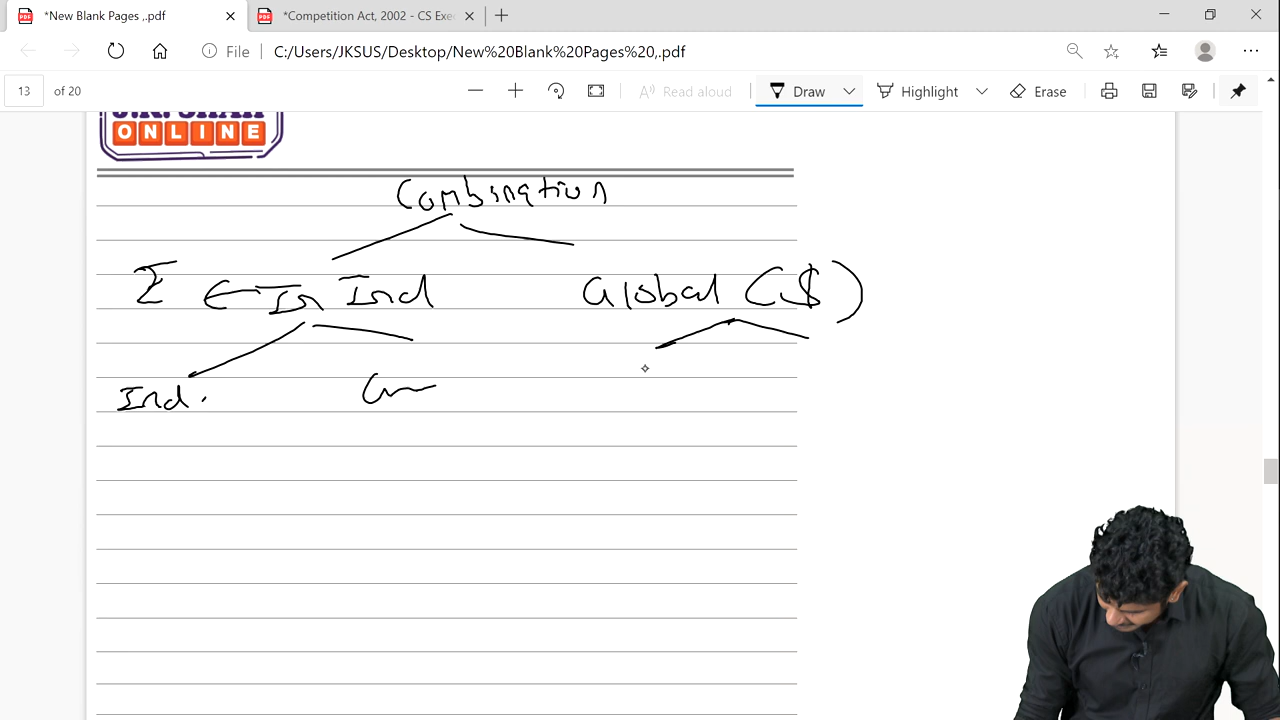 *New Blank Pages ,.pdf
*Competition Act, 2002 - CS Exe
File C:/Users/JKSUS/Desktop/New%20Blank%20Pages%20,.pdf
13 of 20
Read aloud Draw Highlight Erase
J.K. SHAH
ONLINE
Combination
In Ind Global ($)
Ind.